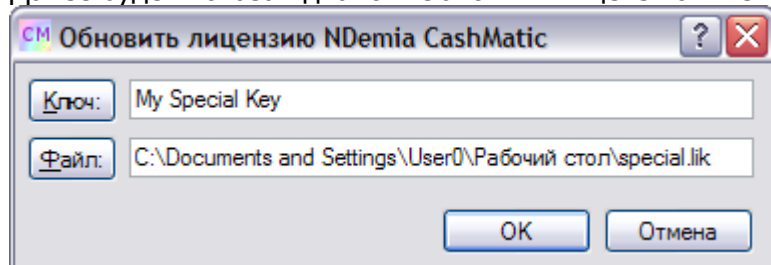 CM Обновить лицензию NDemia CashMatic ?
Ключ: My Special Key
Файл: C:\Documents and Settings\User0\Рабочий стол\special.lik
OK Отмена